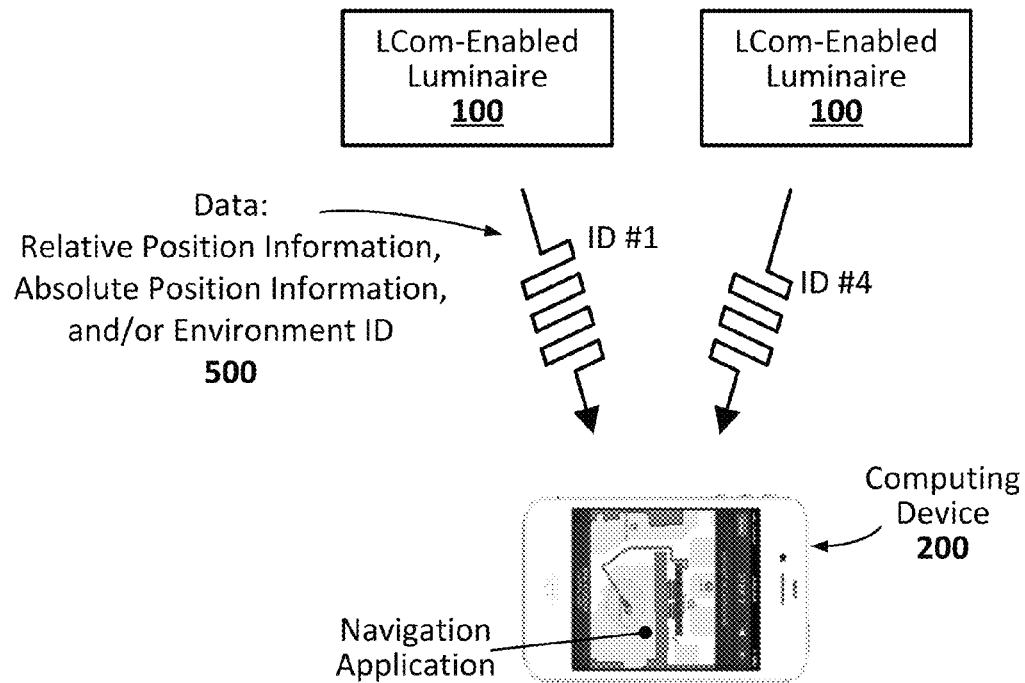 LCom-Enabled
Luminaire
100
LCom-Enabled
Luminaire
100
Data:
Relative Position Information,
Absolute Position Information,
and/or Environment ID
500
ID #1
ID #4
Computing
Device
200
Navigation
Application